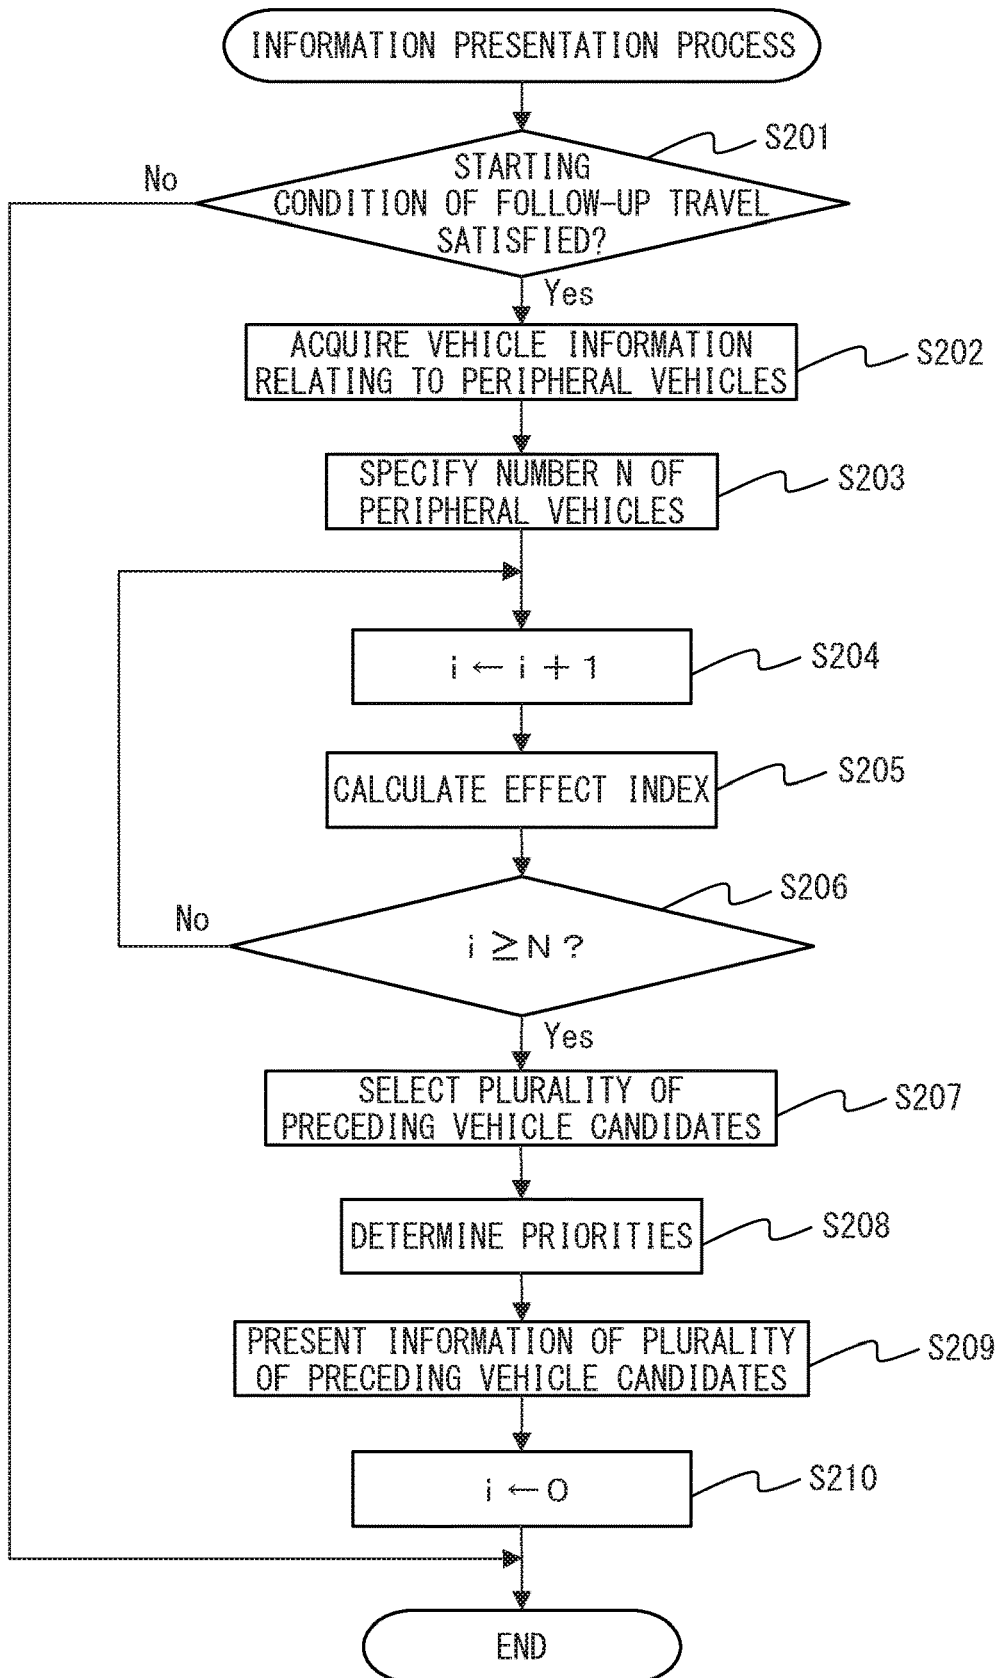 INFORMATION PRESENTATION PROCESS
S201
No
STARTING
CONDITION OF FOLLOW-UP TRAVEL
SATISFIED?
Yes
ACQUIRE VEHICLE INFORMATION
RELATING TO PERIPHERAL VEHICLES
S202
SPECIFY NUMBER N OF
PERIPHERAL VEHICLES
S203
i ← i + 1
S204
CALCULATE EFFECT INDEX
S205
S206
No
i ≧ N ?
Yes
SELECT PLURALITY OF
PRECEDING VEHICLE CANDIDATES
S207
DETERMINE PRIORITIES
S208
PRESENT INFORMATION OF PLURALITY
OF PRECEDING VEHICLE CANDIDATES
S209
i ← 0
S210
END